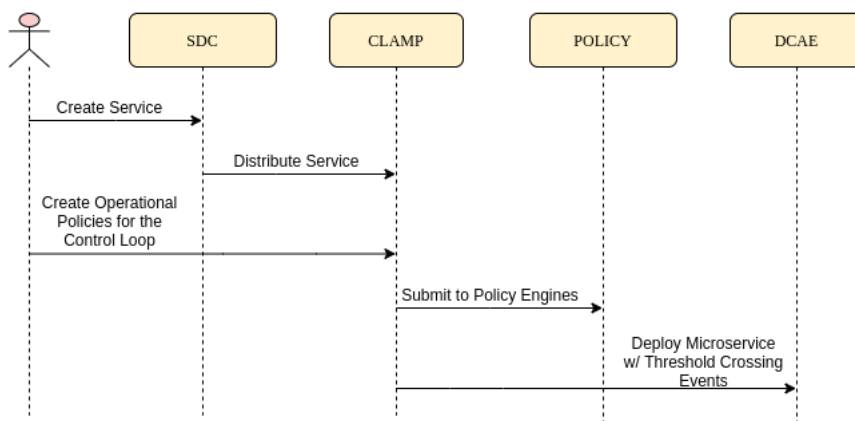 SDC
CLAMP
POLICY
DCAE
Create Service
Distribute Service
Create Operational
Policies for the
Control Loop
Submit to Policy Engines
Deploy Microservice
w/ Threshold Crossing
Events